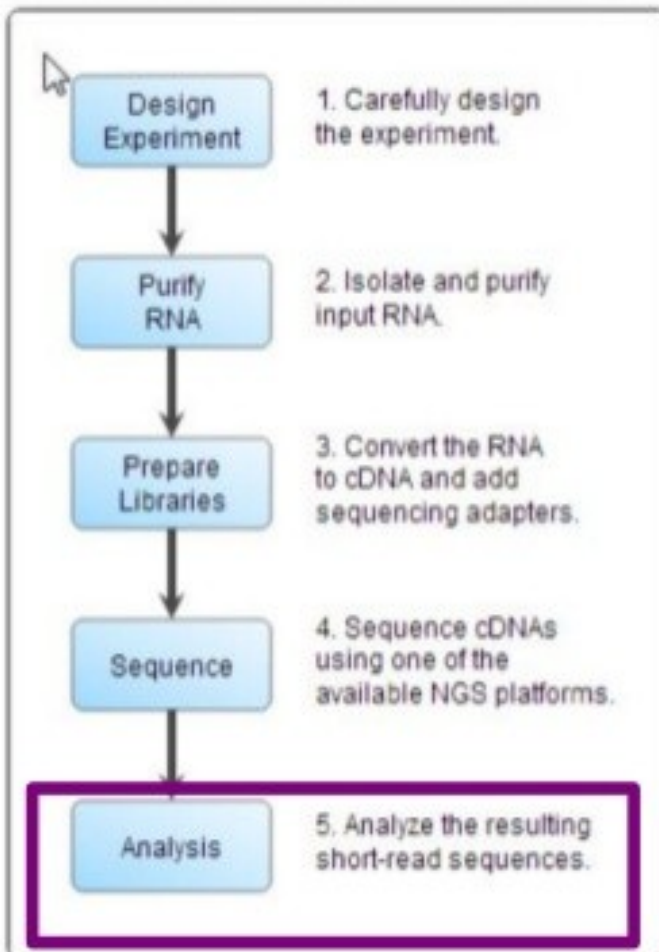 Design
Experiment
1. Carefully design
the experiment.
Purify
RNA
2. Isolate and purify
input RNA.
Prepare
Libraries
3. Convert the RNA
to cDNA and add
sequencing adapters.
Sequence
4. Sequence cDNAs
using one of the
available NGS platforms.
Analysis
5. Analyze the resulting
short-read sequences.